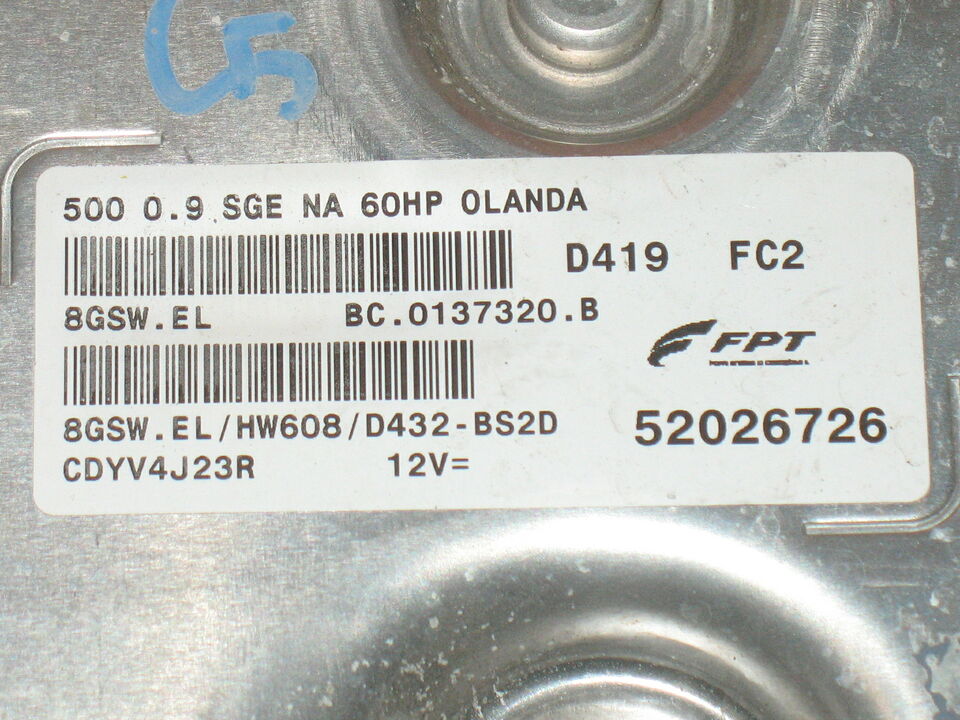 G5
500 0.9 SGE NA 60HP OLANDA
D419 FC2
8GSW.EL BC.0137320.B
FPT
8GSW.EL/HW608/D432-BS2D
52026726
CDYV4J23R 12V=